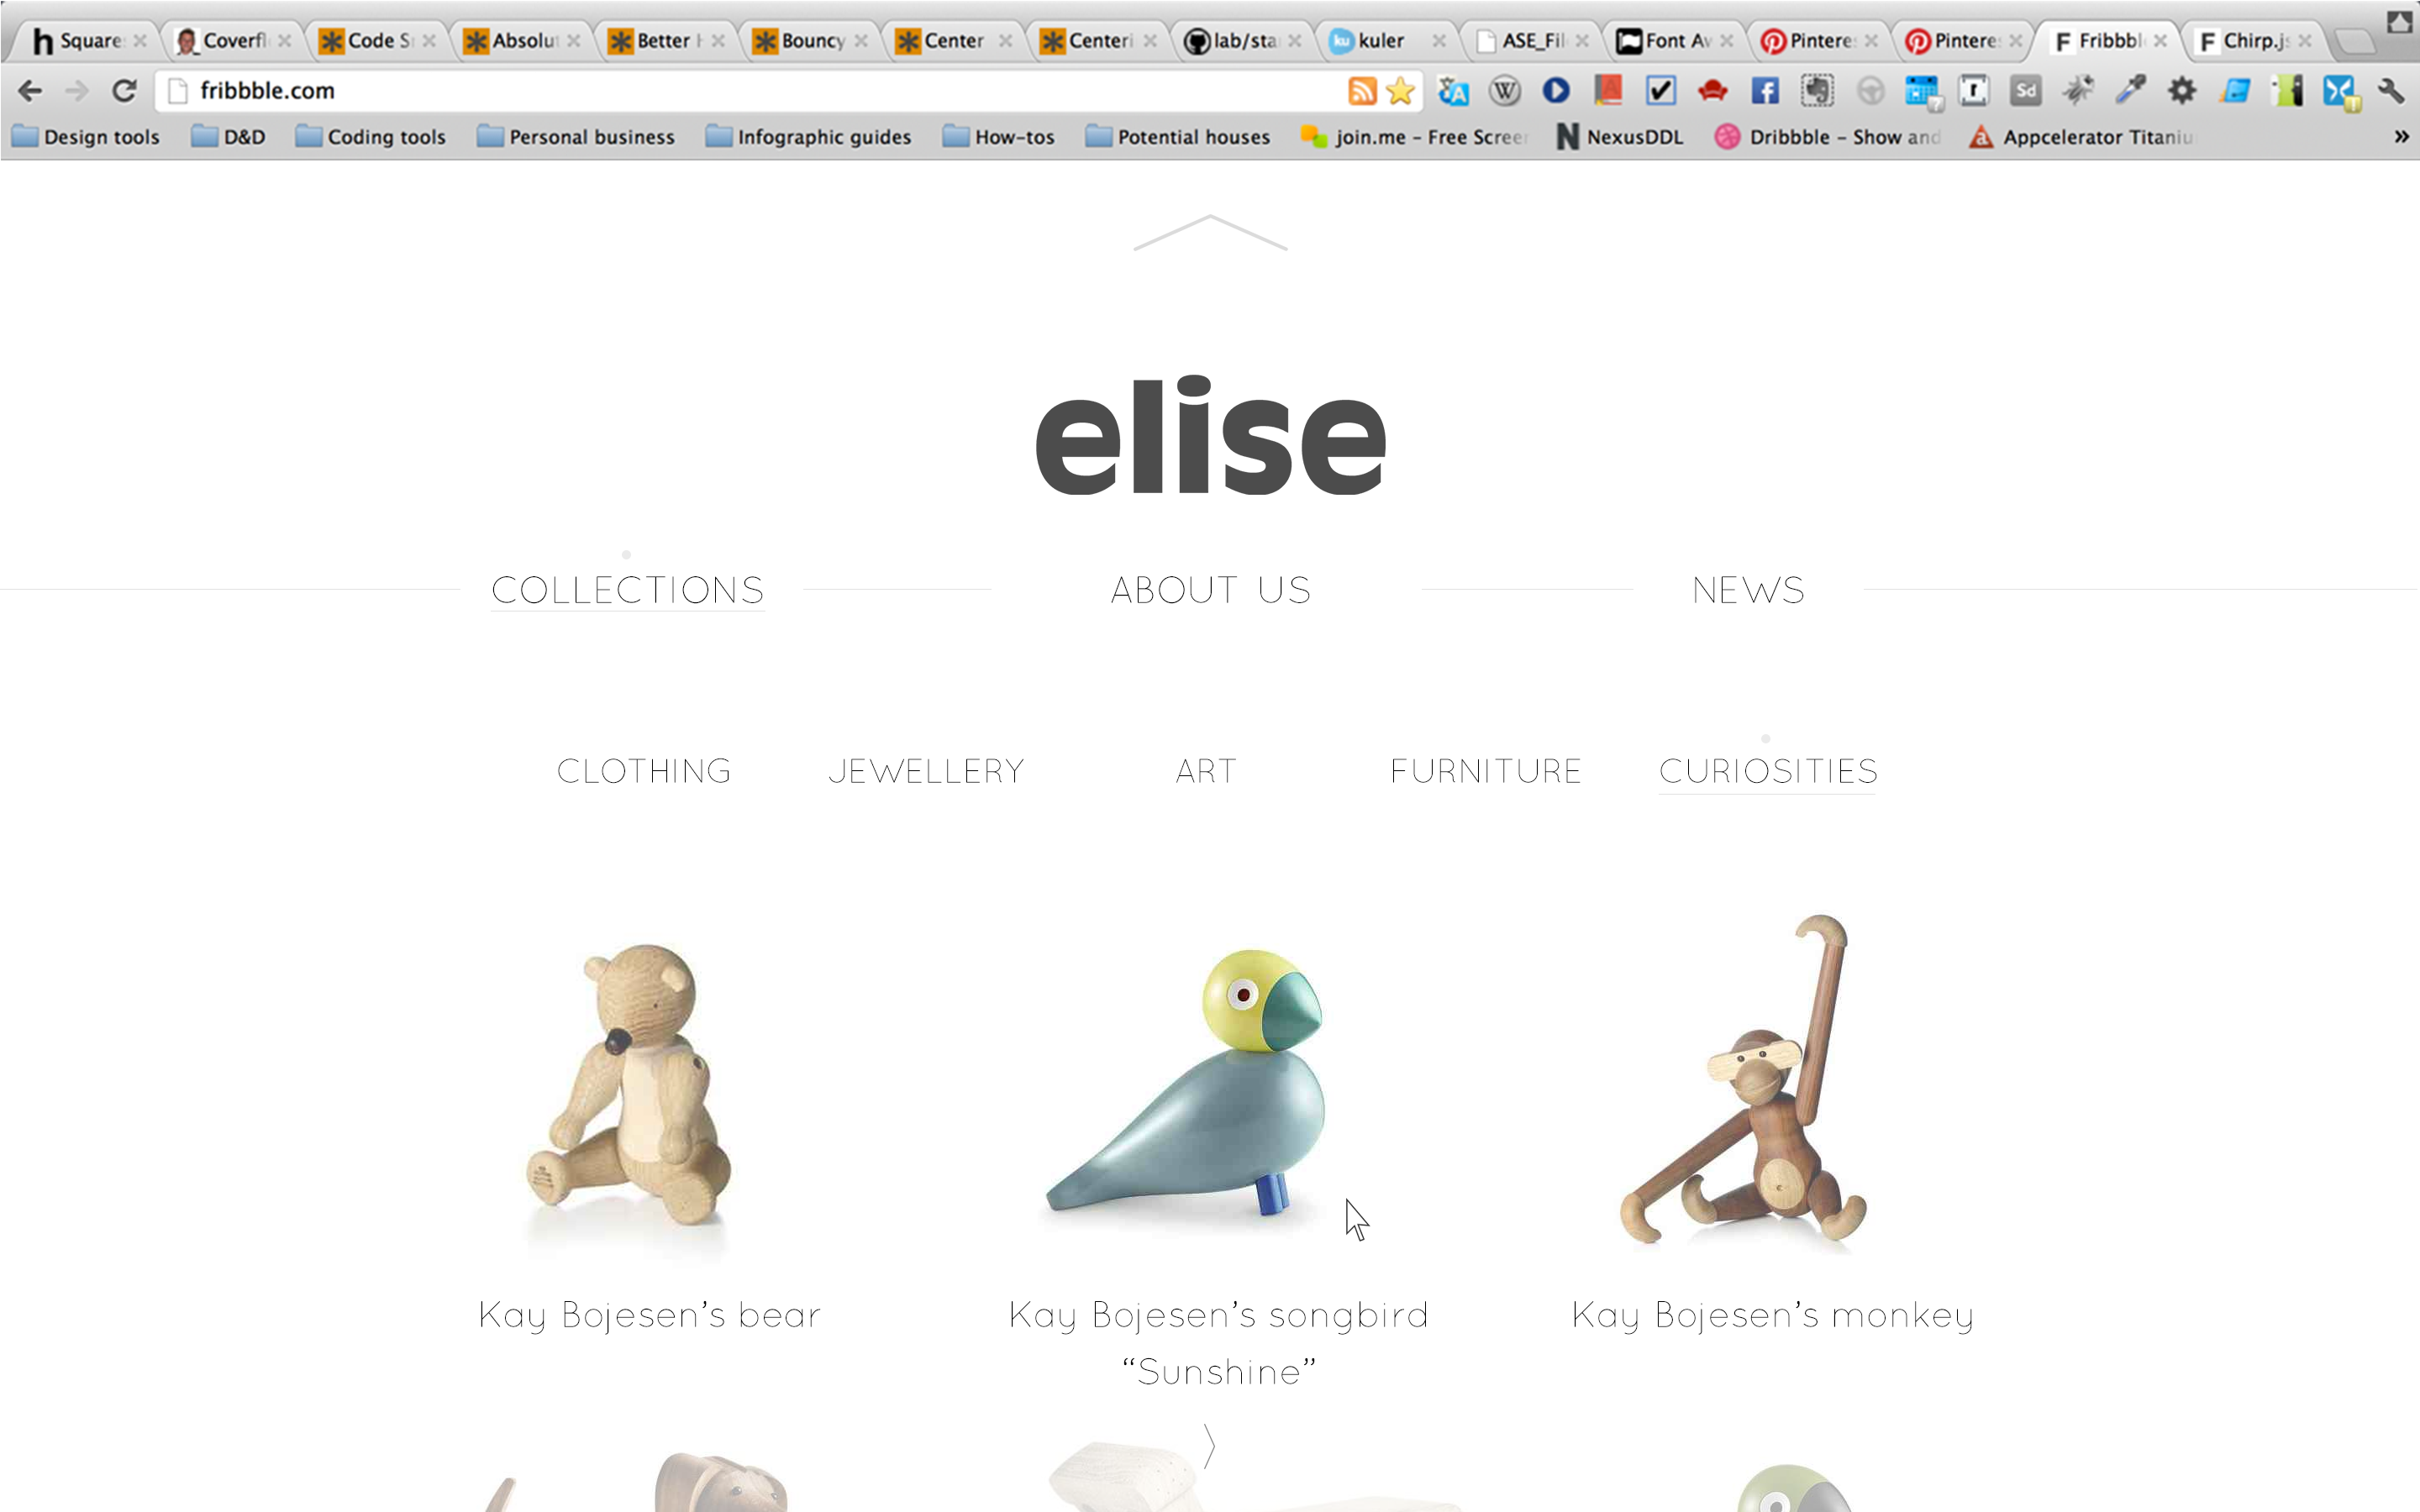 Square Coverfl Code S Absolut Better Bouncy Center Centeri lab/sta kuler ASE_Fil Font Av Pintere Pintere Fribbbl Chirp.js
fribbble.com
Design tools D&D Coding tools Personal business Infographic guides How-tos Potential houses join.me – Free Screer NexusDDL Dribbble – Show and Appcelerator Titaniu
elise
COLLECTIONS ABOUT US NEWS
CLOTHING JEWELLERY ART FURNITURE CURIOSITIES
Kay Bojesen’s bear Kay Bojesen’s songbird Kay Bojesen’s monkey
“Sunshine”